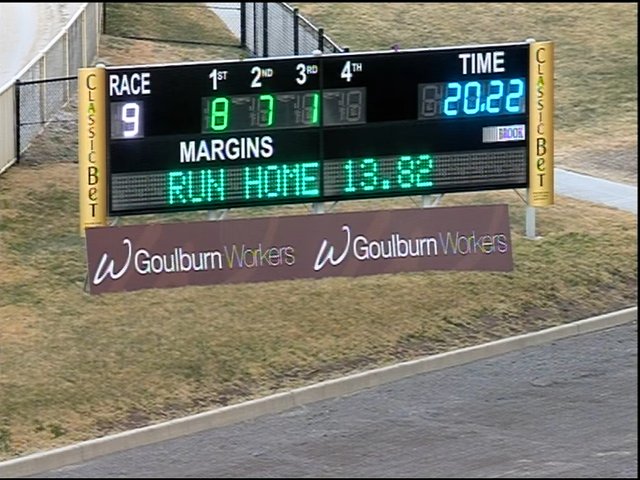 RACE 1ST 2ND 3RD 4TH TIME
9 8 7 1 20.22
BROOK
MARGINS
RUN HOME 13.82
CLASSICBET
CLASSICBET
W Goulburn Workers W Goulburn Workers